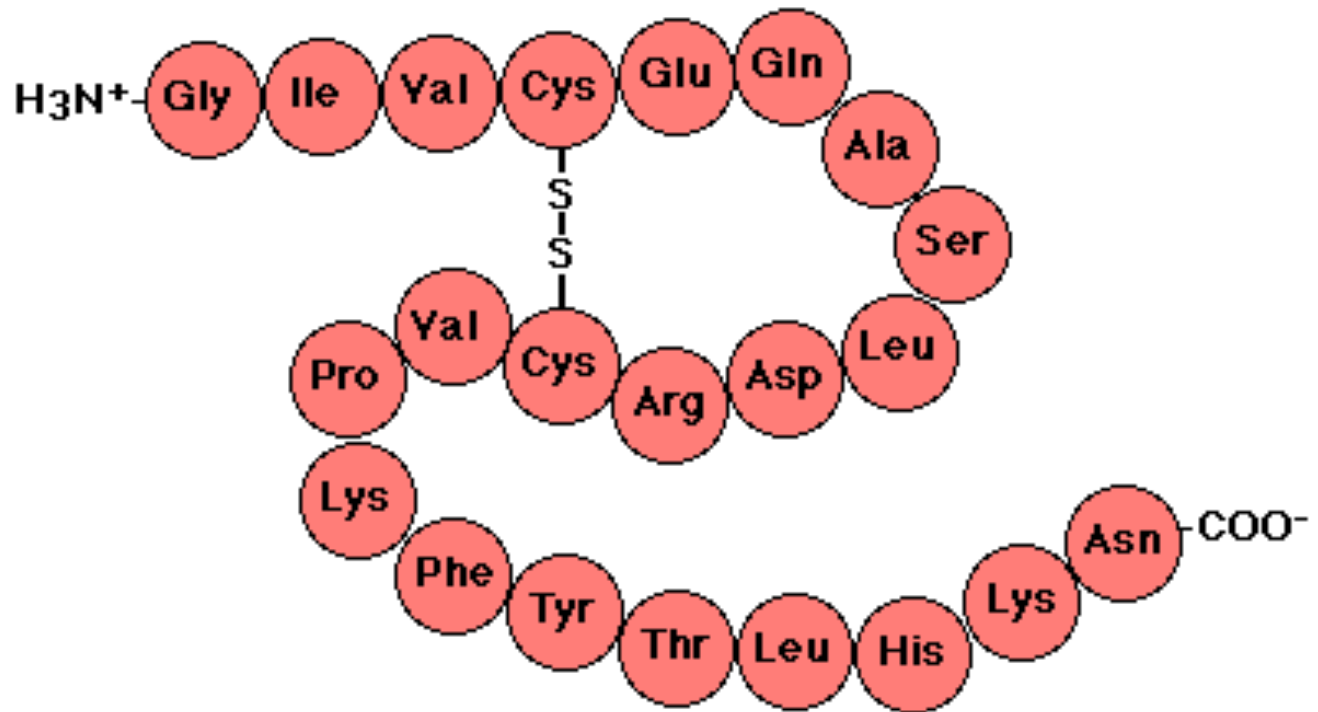 H3N+- Gly Ile Val Cys Glu Gln
Ala
Ser
Leu
Asp
Arg
Cys
S
S
Val
Pro
Lys
Phe
Tyr
Thr
Leu
His
Lys
Asn -COO-